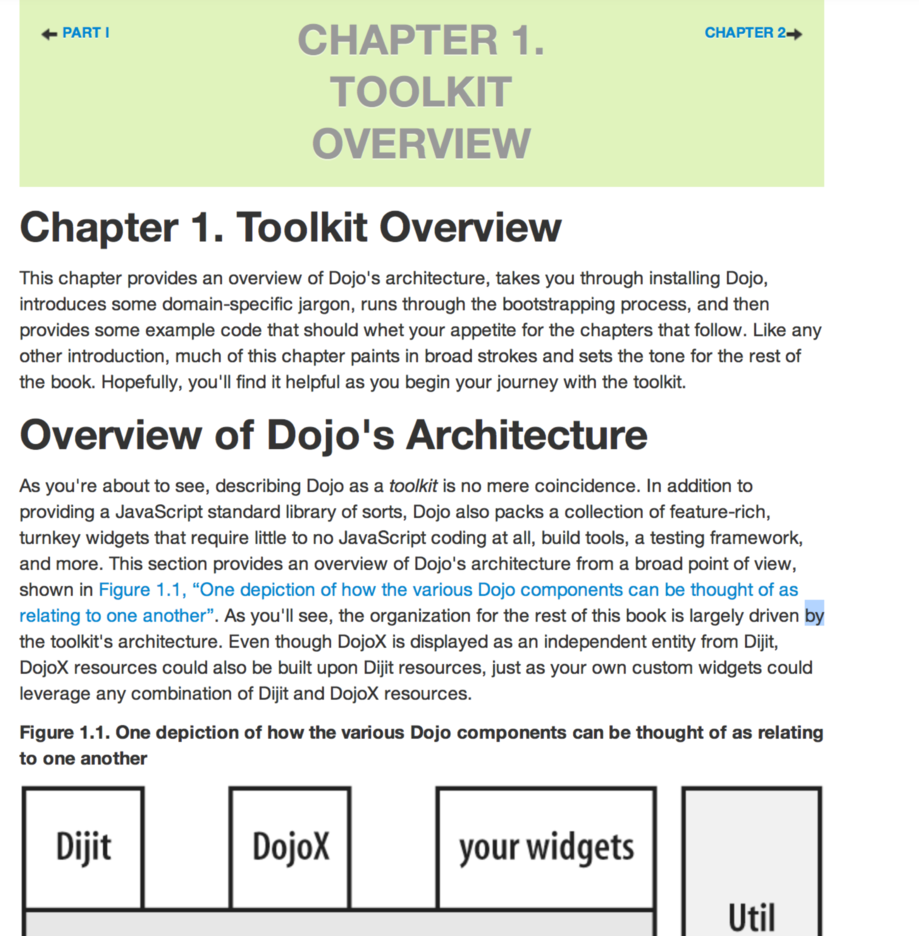 PART I
CHAPTER 1.
TOOLKIT
OVERVIEW
CHAPTER 2
Chapter 1. Toolkit Overview
This chapter provides an overview of Dojo's architecture, takes you through installing Dojo,
introduces some domain-specific jargon, runs through the bootstrapping process, and then
provides some example code that should whet your appetite for the chapters that follow. Like any
other introduction, much of this chapter paints in broad strokes and sets the tone for the rest of
the book. Hopefully, you'll find it helpful as you begin your journey with the toolkit.
Overview of Dojo's Architecture
As you're about to see, describing Dojo as a toolkit is no mere coincidence. In addition to
providing a JavaScript standard library of sorts, Dojo also packs a collection of feature-rich,
turnkey widgets that require little to no JavaScript coding at all, build tools, a testing framework,
and more. This section provides an overview of Dojo's architecture from a broad point of view,
shown in Figure 1.1, “One depiction of how the various Dojo components can be thought of as
relating to one another”. As you'll see, the organization for the rest of this book is largely driven by
the toolkit's architecture. Even though DojoX is displayed as an independent entity from Dijit,
DojoX resources could also be built upon Dijit resources, just as your own custom widgets could
leverage any combination of Dijit and DojoX resources.
Figure 1.1. One depiction of how the various Dojo components can be thought of as relating
to one another
Dijit
DojoX
your widgets
Util